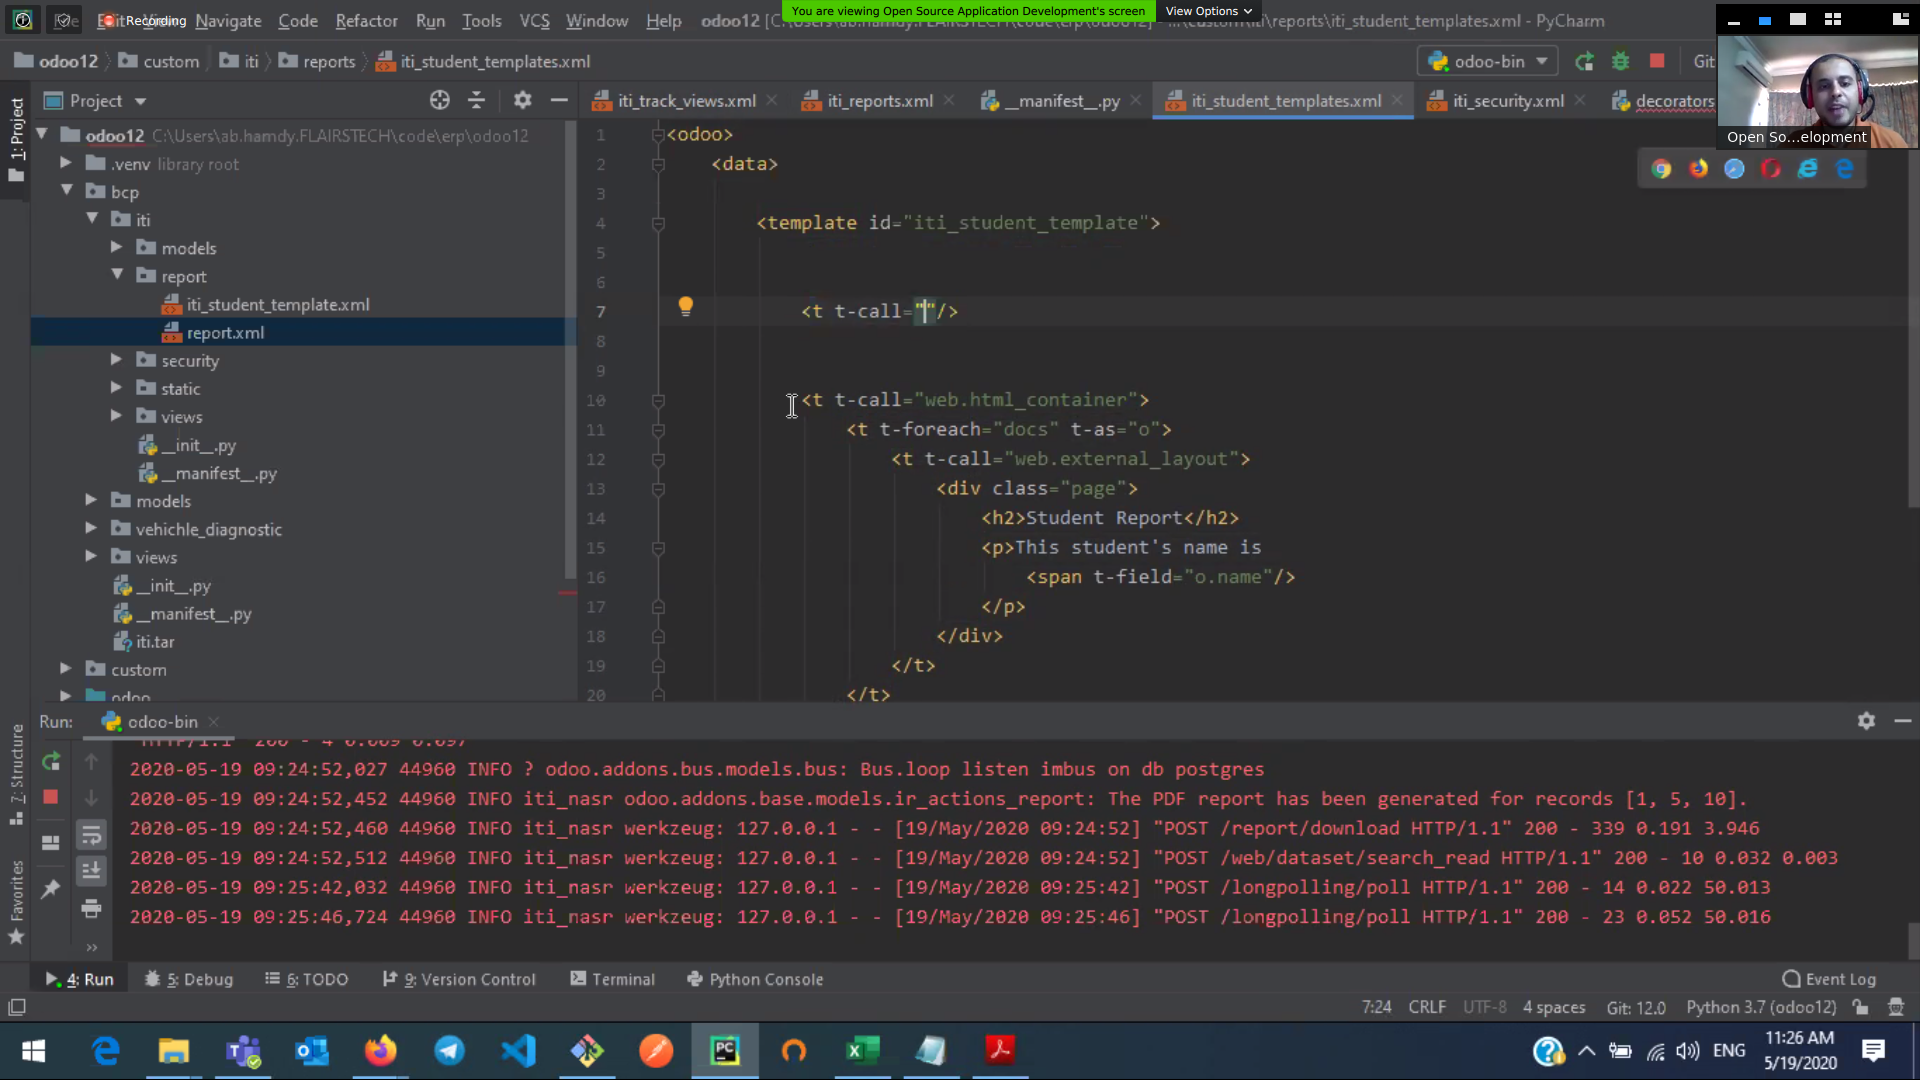 File Edit View Navigate Code Refactor Run Tools VCS Window Help
Recording
You are viewing Open Source Application Development's screen
View Options
...\custom\iti\reports\iti_student_templates.xml - PyCharm
odoo12 custom iti reports iti_student_templates.xml
odoo-bin
Git
Open So...elopment
Project
iti_track_views.xml
iti_reports.xml
__manifest__.py
iti_student_templates.xml
iti_security.xml
decorators
1: Project
odoo12 C:\Users\ab.hamdy.FLAIRSTECH\code\erp\odoo12
.venv library root
bcp
iti
models
report
iti_student_template.xml
report.xml
security
static
views
__init__.py
__manifest__.py
models
vehichle_diagnostic
views
__init__.py
__manifest__.py
iti.tar
custom
odoo
1 <odoo>
2 <data>
3
4 <template id="iti_student_template">
5
6
7 <t t-call=""/>
8
9
10 <t t-call="web.html_container">
11 <t t-foreach="docs" t-as="o">
12 <t t-call="web.external_layout">
13 <div class="page">
14 <h2>Student Report</h2>
15 <p>This student's name is
16 <span t-field="o.name"/>
17 </p>
18 </div>
19 </t>
20 </t>
7: Structure
Favorites
Run: odoo-bin
2020-05-19 09:24:52,027 44960 INFO ? odoo.addons.bus.models.bus: Bus.loop listen imbus on db postgres
2020-05-19 09:24:52,452 44960 INFO iti_nasr odoo.addons.base.models.ir_actions_report: The PDF report has been generated for records [1, 5, 10].
2020-05-19 09:24:52,460 44960 INFO iti_nasr werkzeug: 127.0.0.1 - - [19/May/2020 09:24:52] "POST /report/download HTTP/1.1" 200 - 339 0.191 3.946
2020-05-19 09:24:52,512 44960 INFO iti_nasr werkzeug: 127.0.0.1 - - [19/May/2020 09:24:52] "POST /web/dataset/search_read HTTP/1.1" 200 - 10 0.032 0.003
2020-05-19 09:25:42,032 44960 INFO iti_nasr werkzeug: 127.0.0.1 - - [19/May/2020 09:25:42] "POST /longpolling/poll HTTP/1.1" 200 - 14 0.022 50.013
2020-05-19 09:25:46,724 44960 INFO iti_nasr werkzeug: 127.0.0.1 - - [19/May/2020 09:25:46] "POST /longpolling/poll HTTP/1.1" 200 - 23 0.052 50.016
4: Run 5: Debug 6: TODO 9: Version Control Terminal Python Console Event Log
7:24 CRLF UTF-8 4 spaces Git: 12.0 Python 3.7 (odoo12)
ENG
11:26 AM
5/19/2020